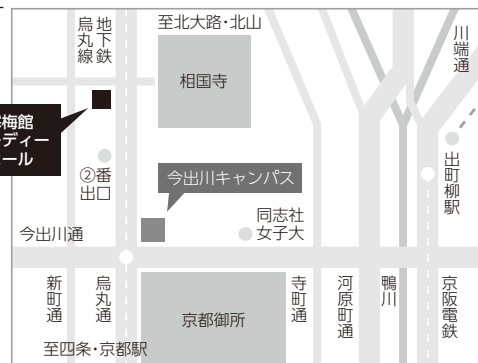 地下鉄
烏丸線
至北大路・北山
川端通
相国寺
梅館
ディー
ール
②番
出口
今出川キャンパス
出町柳駅
同志社
女子大
今出川通
新町通
烏丸通
京都御所
寺町通
河原町通
鴨川
京阪電鉄
至四条・京都駅